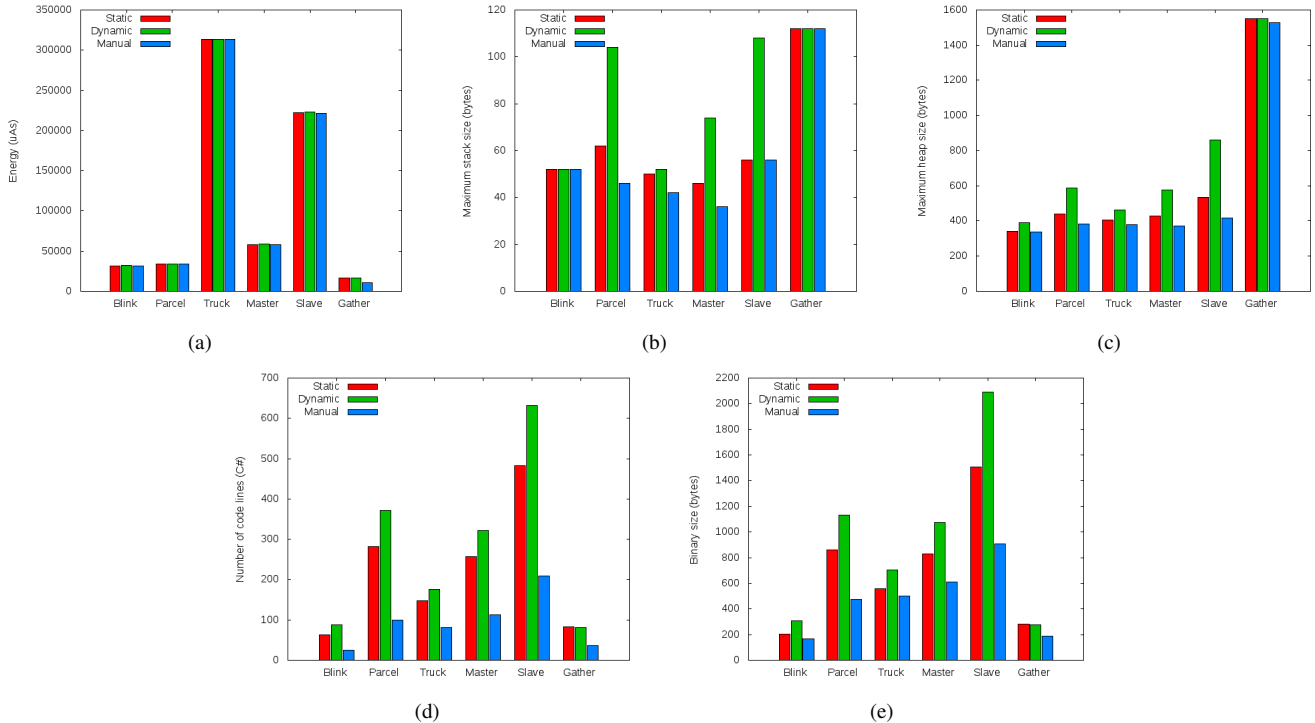 350000
300000
250000
200000
150000
100000
50000
0
Energy (uAs)
Static
Dynamic
Manual
Blink Parcel Truck Master Slave Gather
(a)
120
100
80
60
40
20
0
Maximum stack size (bytes)
Static
Dynamic
Manual
Blink Parcel Truck Master Slave Gather
(b)
1600
1400
1200
1000
800
600
400
200
0
Maximum heap size (bytes)
Static
Dynamic
Manual
Blink Parcel Truck Master Slave Gather
(c)
700
600
500
400
300
200
100
0
Number of code lines (C#)
Static
Dynamic
Manual
Blink Parcel Truck Master Slave Gather
(d)
2200
2000
1800
1600
1400
1200
1000
800
600
400
200
0
Binary size (bytes)
Static
Dynamic
Manual
Blink Parcel Truck Master Slave Gather
(e)